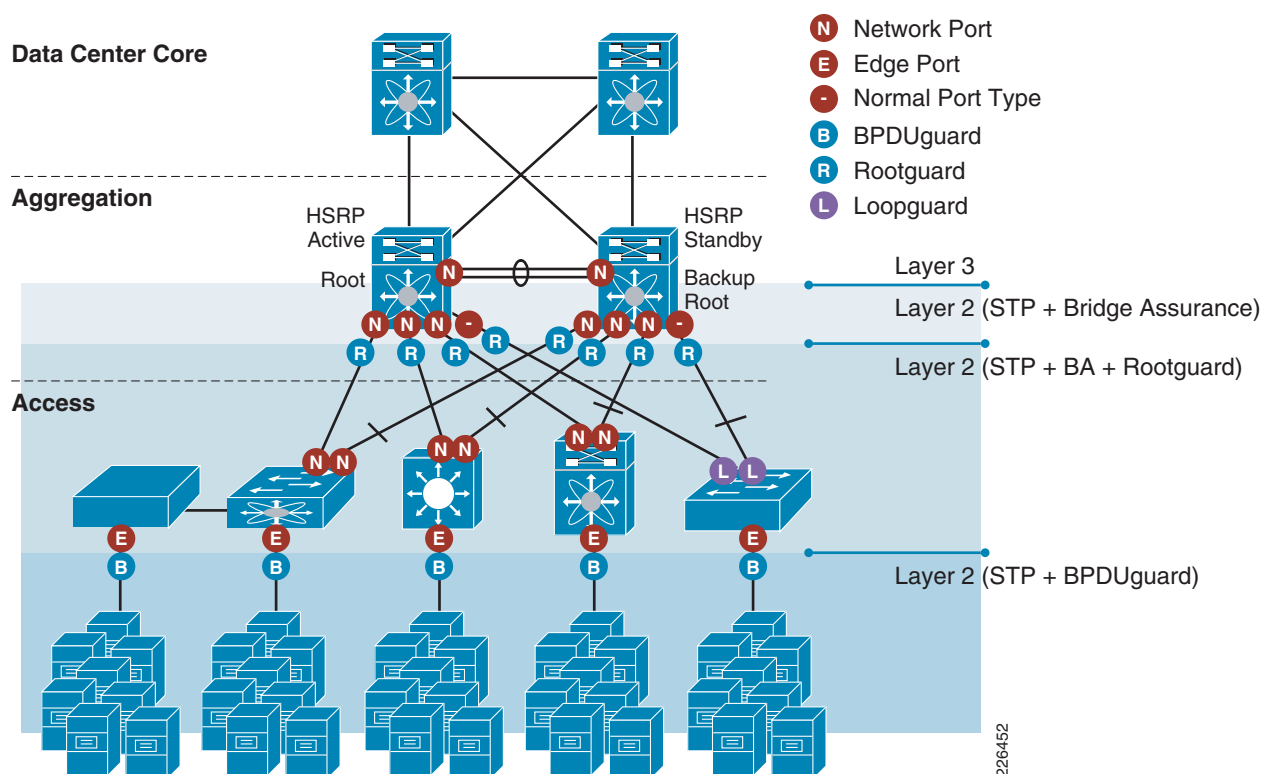 Data Center Core
N Network Port
E Edge Port
- Normal Port Type
B BPDUguard
R Rootguard
L Loopguard
Aggregation
HSRP
Active
HSRP
Standby
Root
N
N
Backup
Root
Layer 3
Layer 2 (STP + Bridge Assurance)
N N N - N N N -
R R R R R R R R
Layer 2 (STP + BA + Rootguard)
Access
N N N N N N L L
E E E E E
B B B B B
Layer 2 (STP + BPDUguard)
226452